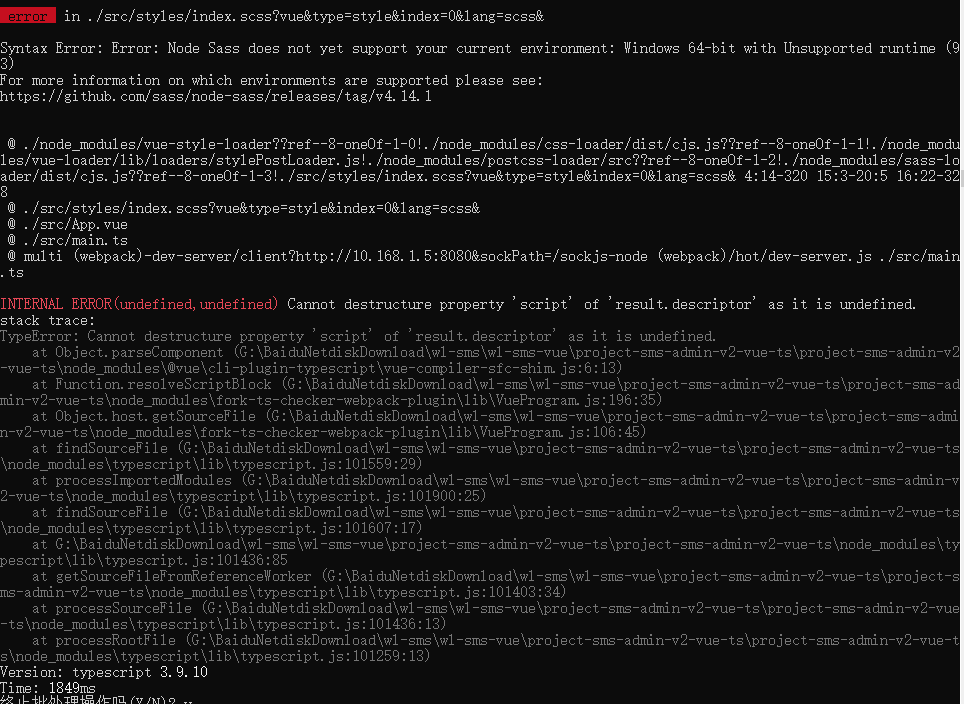 error in ./src/styles/index.scss?vue&type=style&index=0&lang=scss&
Syntax Error: Error: Node Sass does not yet support your current environment: Windows 64-bit with Unsupported runtime (9
3)
For more information on which environments are supported please see:
https://github.com/sass/node-sass/releases/tag/v4.14.1
@ ./node_modules/vue-style-loader??ref--8-oneOf-1-0!./node_modules/css-loader/dist/cjs.js??ref--8-oneOf-1-1!./node_modu
les/vue-loader/lib/loaders/stylePostLoader.js!./node_modules/postcss-loader/src??ref--8-oneOf-1-2!./node_modules/sass-lo
ader/dist/cjs.js??ref--8-oneOf-1-3!./src/styles/index.scss?vue&type=style&index=0&lang=scss& 4:14-320 15:3-20:5 16:22-32
8
@ ./src/styles/index.scss?vue&type=style&index=0&lang=scss&
@ ./src/App.vue
@ ./src/main.ts
@ multi (webpack)-dev-server/client?http://10.168.1.5:8080&sockPath=/sockjs-node (webpack)/hot/dev-server.js ./src/main
.ts
INTERNAL ERROR(undefined,undefined) Cannot destructure property 'script' of 'result.descriptor' as it is undefined.
stack trace:
TypeError: Cannot destructure property 'script' of 'result.descriptor' as it is undefined.
at Object.parseComponent (G:\BaiduNetdiskDownload\wl-sms\wl-sms-vue\project-sms-admin-v2-vue-ts\project-sms-admin-v2
-vue-ts\node_modules\@vue\cli-plugin-typescript\vue-compiler-sfc-shim.js:6:13)
at Function.resolveScriptBlock (G:\BaiduNetdiskDownload\wl-sms\wl-sms-vue\project-sms-admin-v2-vue-ts\project-sms-ad
min-v2-vue-ts\node_modules\fork-ts-checker-webpack-plugin\lib\VueProgram.js:196:35)
at Object.host.getSourceFile (G:\BaiduNetdiskDownload\wl-sms\wl-sms-vue\project-sms-admin-v2-vue-ts\project-sms-admi
n-v2-vue-ts\node_modules\fork-ts-checker-webpack-plugin\lib\VueProgram.js:106:45)
at findSourceFile (G:\BaiduNetdiskDownload\wl-sms\wl-sms-vue\project-sms-admin-v2-vue-ts\project-sms-admin-v2-vue-ts
\node_modules\typescript\lib\typescript.js:101559:29)
at processImportedModules (G:\BaiduNetdiskDownload\wl-sms\wl-sms-vue\project-sms-admin-v2-vue-ts\project-sms-admin-v
2-vue-ts\node_modules\typescript\lib\typescript.js:101900:25)
at findSourceFile (G:\BaiduNetdiskDownload\wl-sms\wl-sms-vue\project-sms-admin-v2-vue-ts\project-sms-admin-v2-vue-ts
\node_modules\typescript\lib\typescript.js:101607:17)
at G:\BaiduNetdiskDownload\wl-sms\wl-sms-vue\project-sms-admin-v2-vue-ts\project-sms-admin-v2-vue-ts\node_modules\ty
pescript\lib\typescript.js:101436:85
at getSourceFileFromReferenceWorker (G:\BaiduNetdiskDownload\wl-sms\wl-sms-vue\project-sms-admin-v2-vue-ts\project-s
ms-admin-v2-vue-ts\node_modules\typescript\lib\typescript.js:101403:34)
at processSourceFile (G:\BaiduNetdiskDownload\wl-sms\wl-sms-vue\project-sms-admin-v2-vue-ts\project-sms-admin-v2-vue
-ts\node_modules\typescript\lib\typescript.js:101436:13)
at processRootFile (G:\BaiduNetdiskDownload\wl-sms\wl-sms-vue\project-sms-admin-v2-vue-ts\project-sms-admin-v2-vue-t
s\node_modules\typescript\lib\typescript.js:101259:13)
Version: typescript 3.9.10
Time: 1849ms
终止批处理操作吗(Y/N)? y